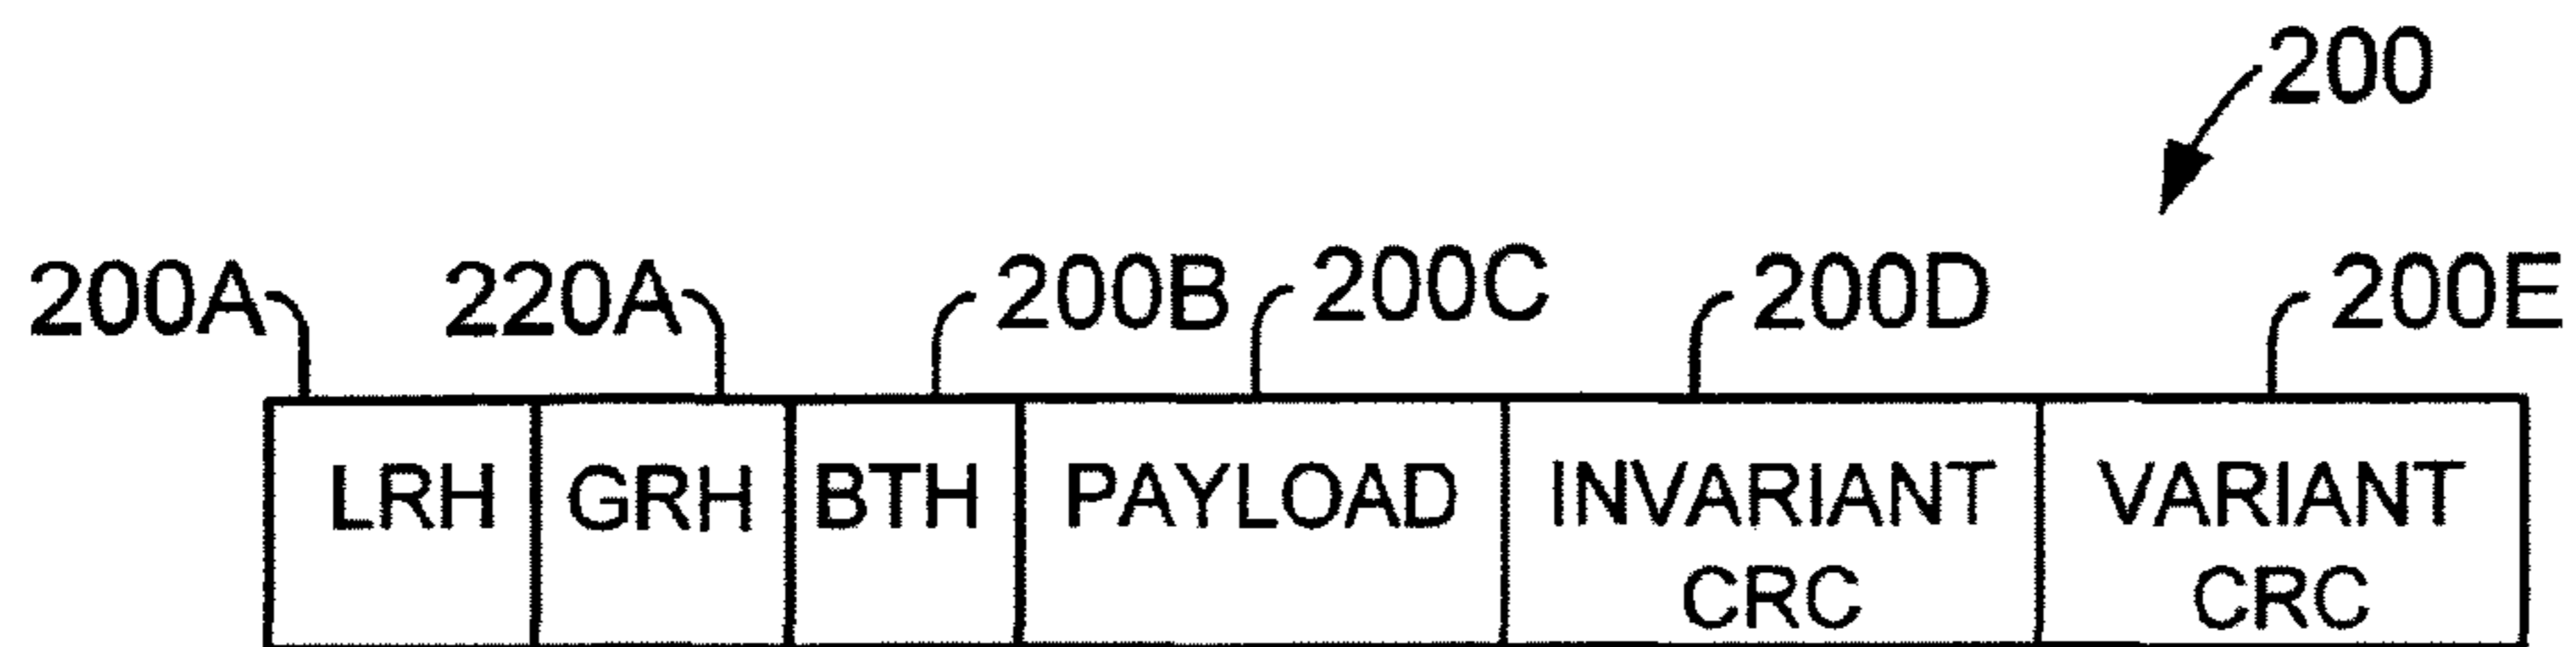 200
200A 220A 200B 200C 200D 200E
LRH GRH BTH PAYLOAD INVARIANT CRC VARIANT CRC